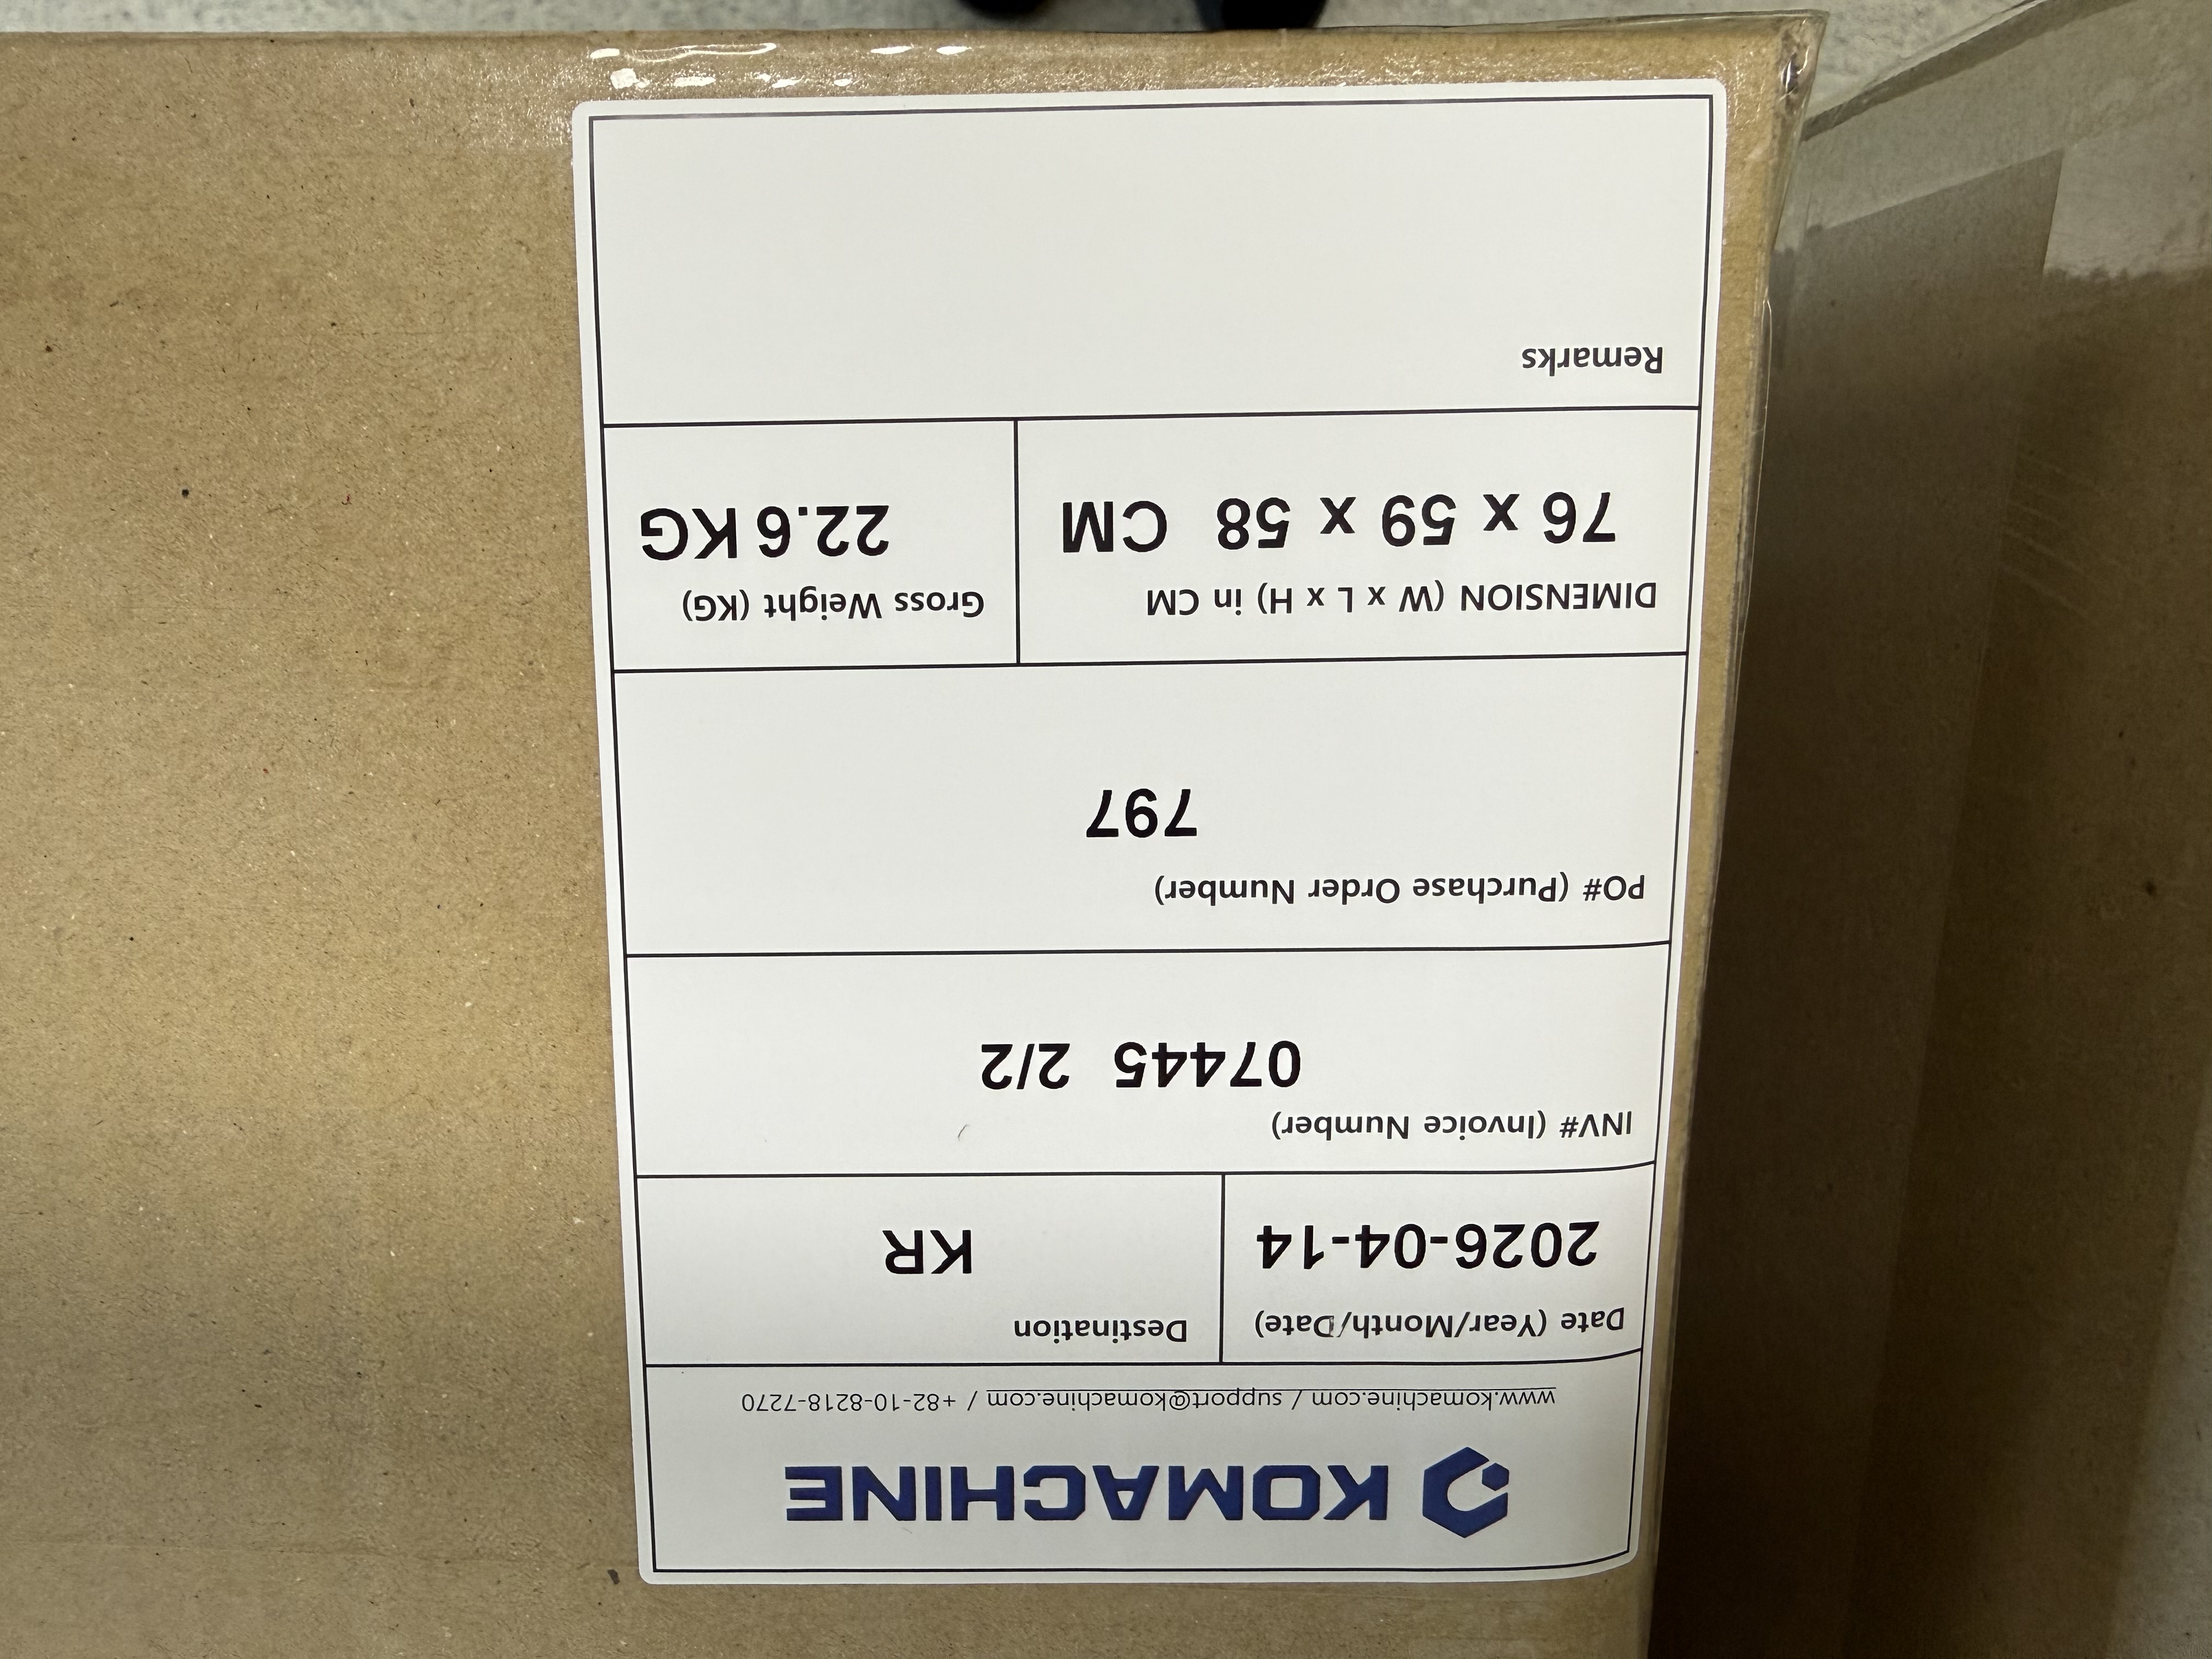 KOMACHINE
www.komachine.com / support@komachine.com / +82-10-8218-7270
Date (Year/Month/Date)
2026-04-14
Destination
KR
INV# (Invoice Number)
07445 2/2
PO# (Purchase Order Number)
797
DIMENSION (W x L x H) in CM
76 x 59 x 58 CM
Gross Weight (KG)
22.6 KG
Remarks